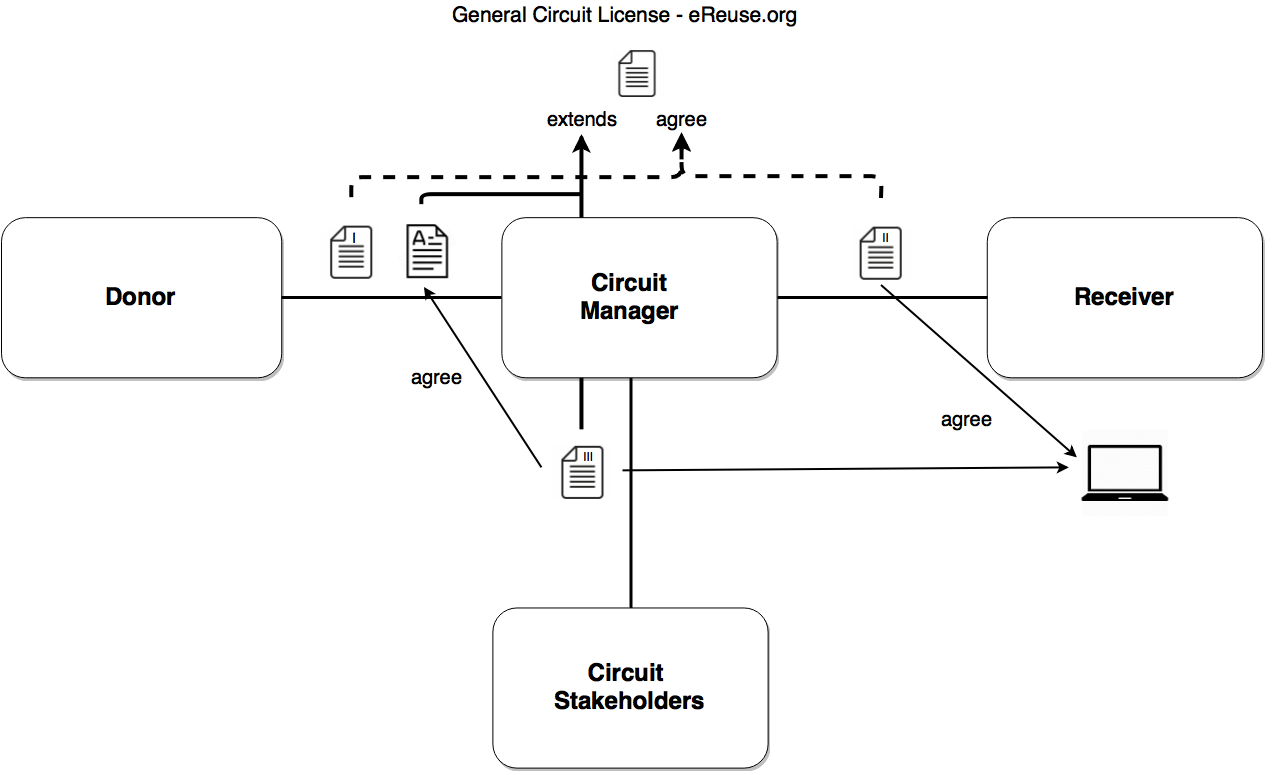 General Circuit License - eReuse.org
extends
agree
I
A-
II
Donor
Circuit
Manager
Receiver
agree
agree
III
Circuit
Stakeholders